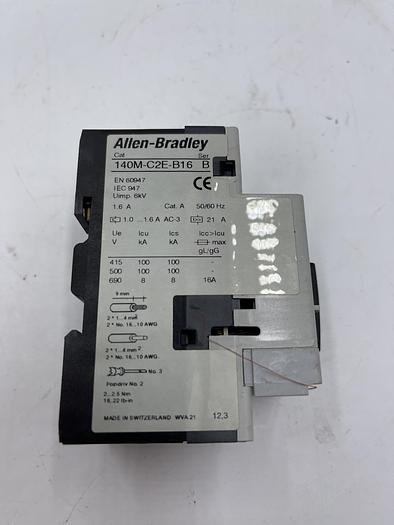 Allen-Bradley
Cat. Ser.
140M-C2E-B16 B
EN 60947
IEC 947
Uimp. 6kV
CE
1.6 A Cat. A 50/60 Hz
1.0 ...1.6 A AC-3 21 A
Ue Icu Ics Icc>Icu
V kA kA max
gL/gG
415 100 100 -
500 100 100 -
690 8 8 16A
9 mm
2 * 1...4 mm²
2 * No. 16...10 AWG
2 * 1...4 mm²
2 * No. 16...10 AWG
No. 3
Pozidriv No. 2
2...2.5 Nm
18...22 lb-in
MADE IN SWITZERLAND WVA 21 12,3